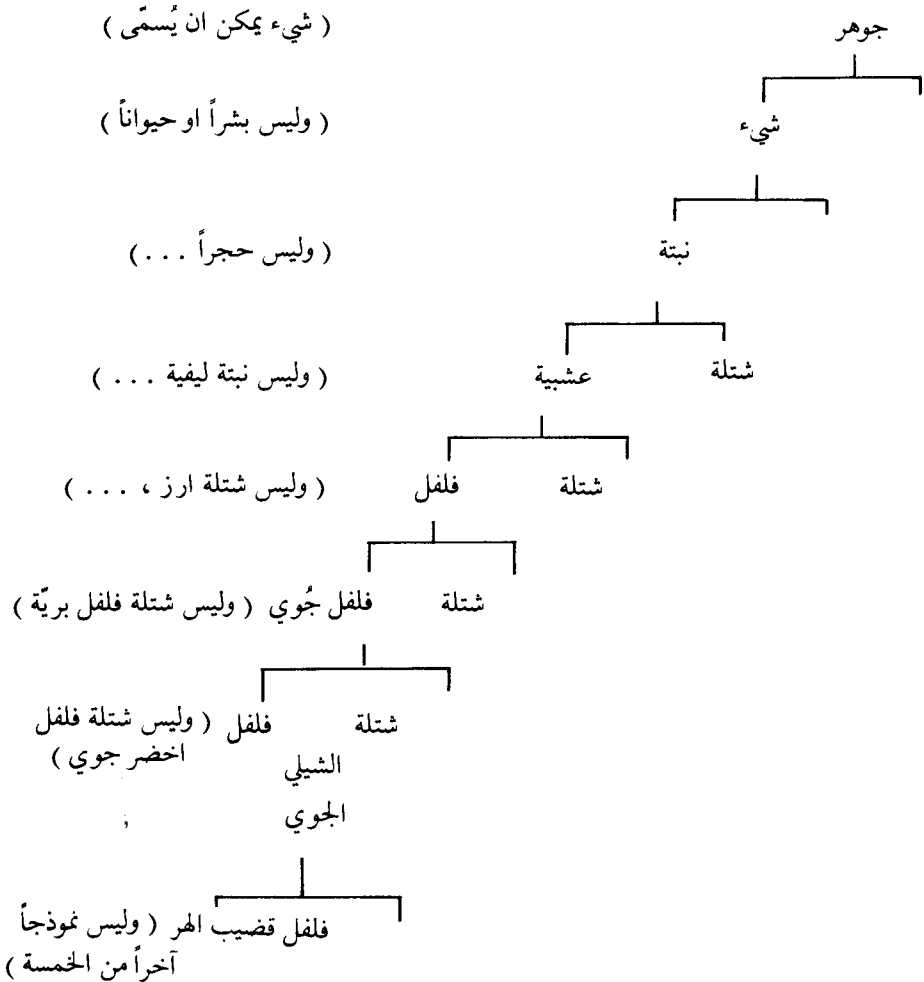 جوهر ( شيء يمكن ان يُسمّى )
شيء ( وليس بشراً او حيواناً )
نبتة ( وليس حجراً . . . )
شتلة عشبية ( وليس نبتة ليفية . . . )
شتلة فلفل ( وليس شتلة ارز ، . . . )
شتلة فلفل جُوي ( وليس شتلة فلفل بريّة )
شتلة فلفل ( وليس شتلة فلفل
الشيلي اخضر جوي )
الجوي
فلفل قضيب الهر ( وليس نموذجاً
آخراً من الخمسة )